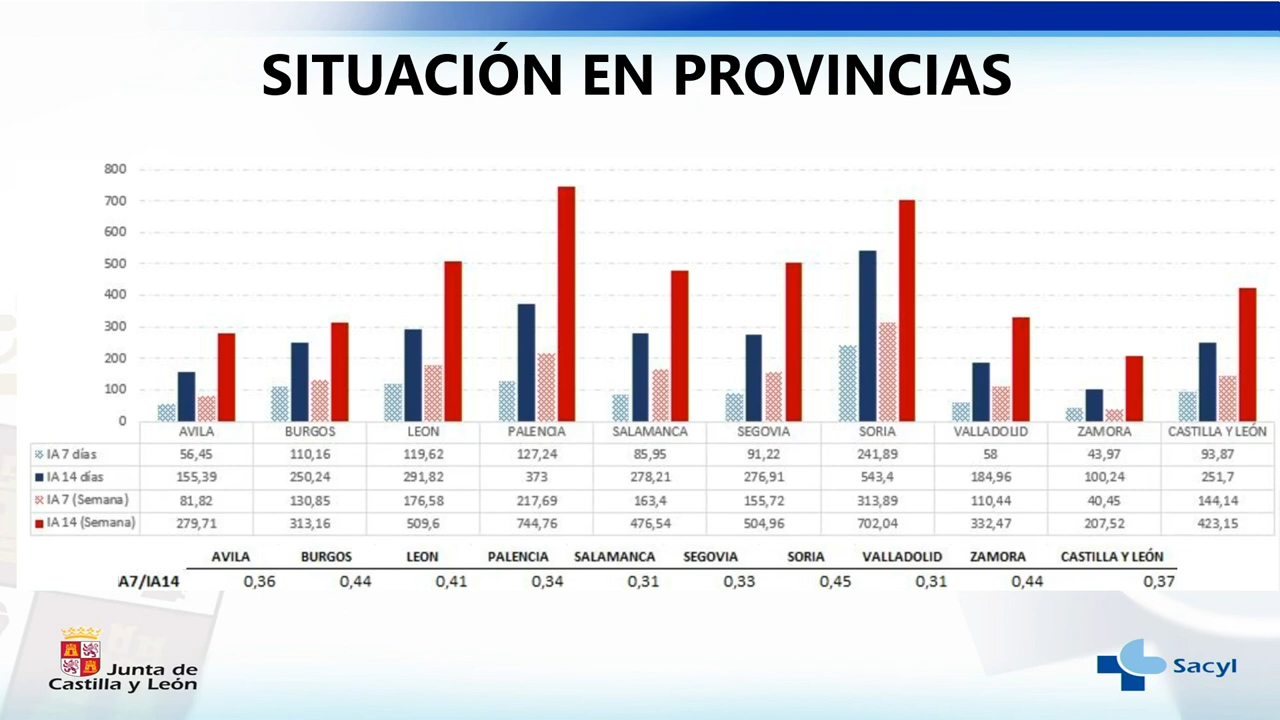 SITUACIÓN EN PROVINCIAS
800
700
600
500
400
300
200
100
0
AVILA BURGOS LEON PALENCIA SALAMANCA SEGOVIA SORIA VALLADOLID ZAMORA CASTILLA Y LEÓN
IA 7 días 56,45 110,16 119,62 127,24 85,95 91,22 241,89 58 43,97 93,87
IA 14 días 155,39 250,24 291,82 373 278,21 276,91 543,4 184,96 100,24 251,7
IA 7 (Semana) 81,82 130,85 176,58 217,69 163,4 155,72 313,89 110,44 40,45 144,14
IA 14 (Semana) 279,71 313,16 509,6 744,76 476,54 504,96 702,04 332,47 207,52 423,15
AVILA BURGOS LEON PALENCIA SALAMANCA SEGOVIA SORIA VALLADOLID ZAMORA CASTILLA Y LEÓN
A7/IA14 0,36 0,44 0,41 0,34 0,31 0,33 0,45 0,31 0,44 0,37
Junta de
Castilla y León
Sacyl